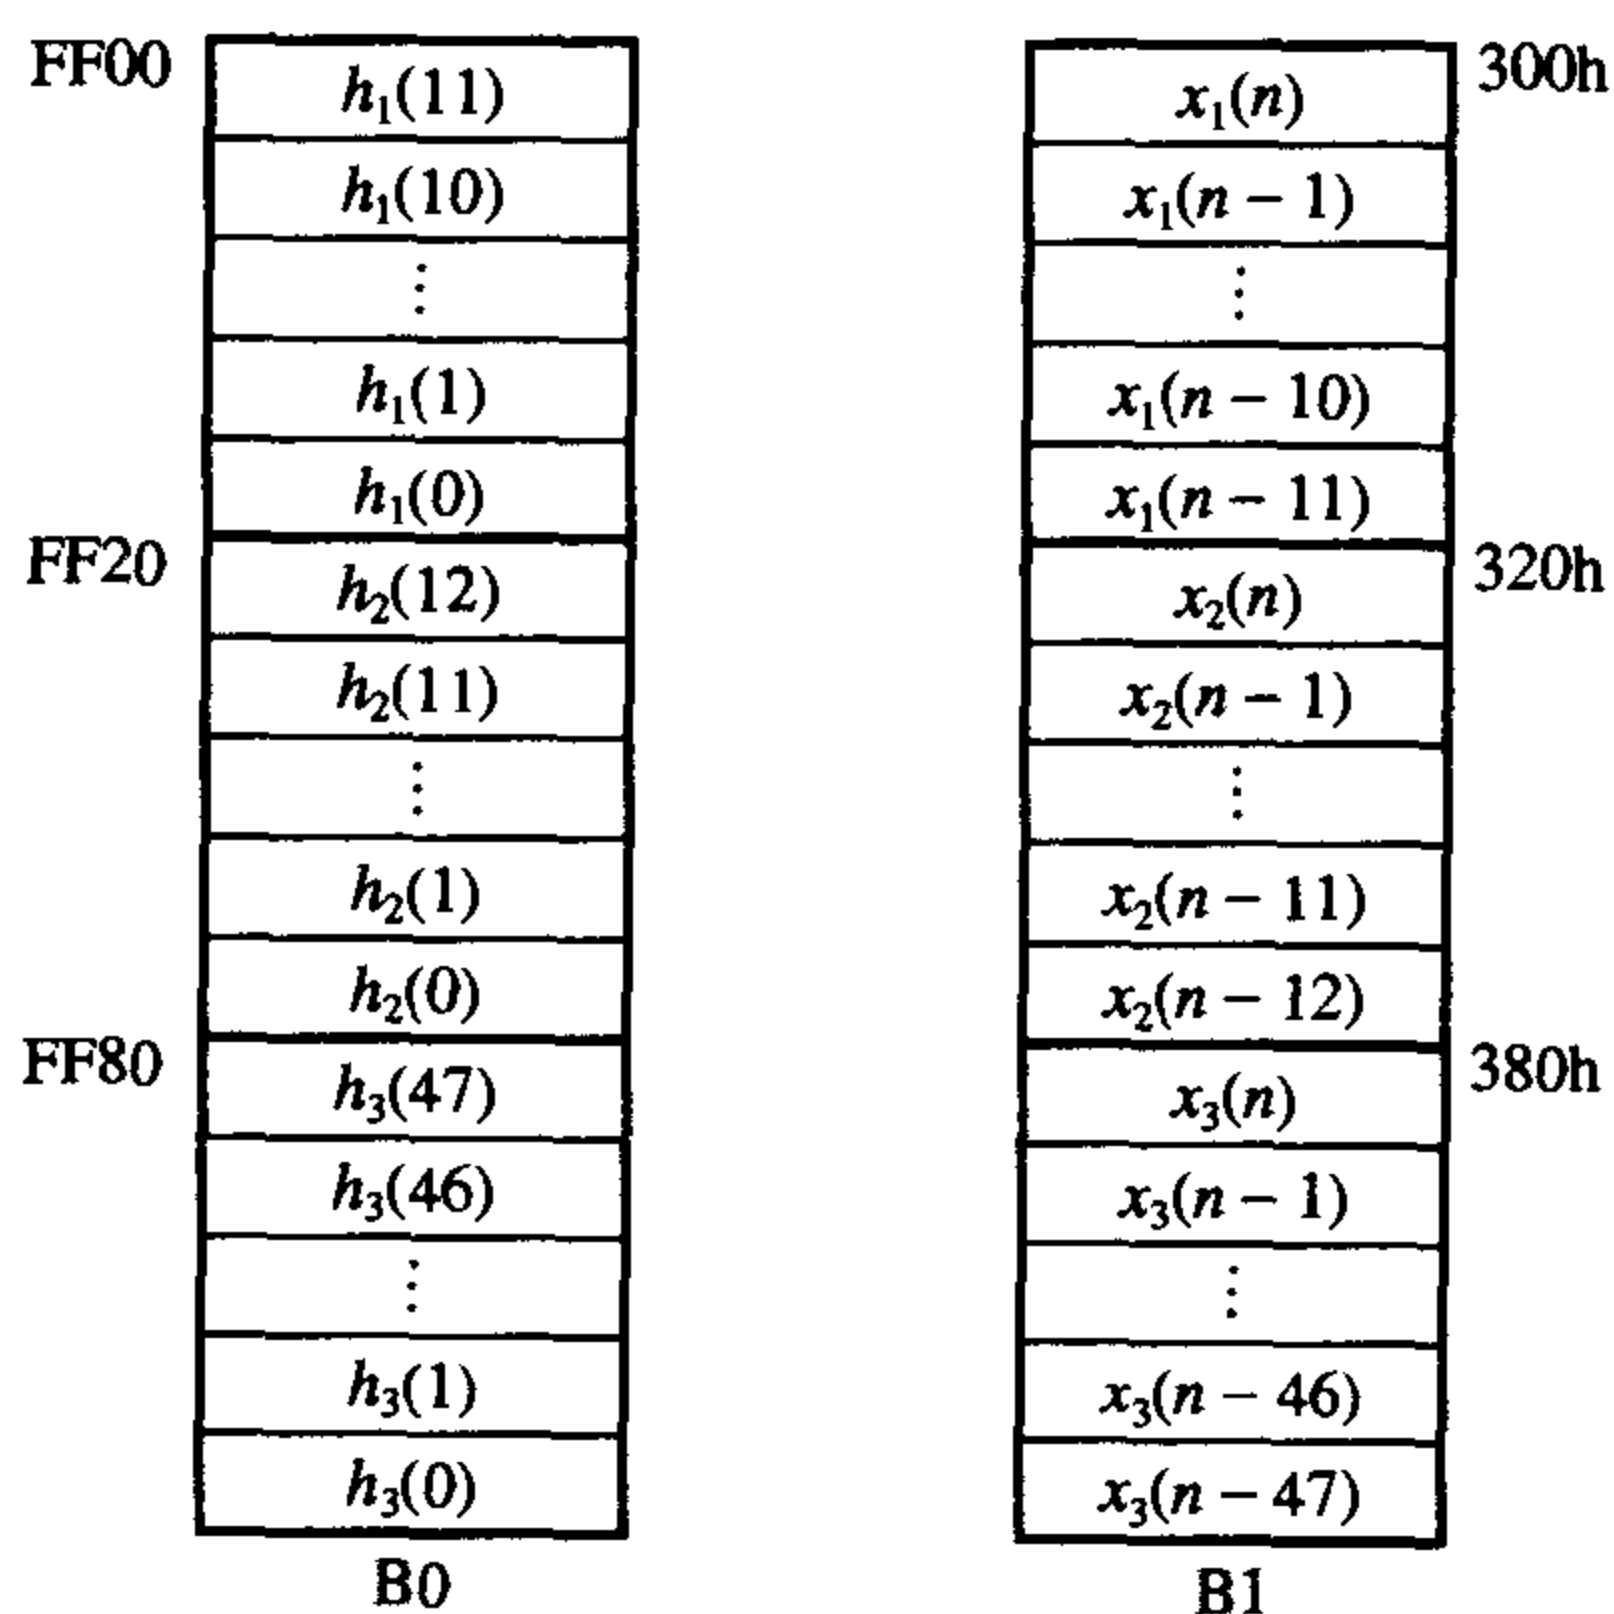 FF00 h₁(11) x₁(n) 300h
h₁(10) x₁(n − 1)
⋮ ⋮
h₁(1) x₁(n − 10)
h₁(0) x₁(n − 11)
FF20 h₂(12) x₂(n) 320h
h₂(11) x₂(n − 1)
⋮ ⋮
h₂(1) x₂(n − 11)
h₂(0) x₂(n − 12)
FF80 h₃(47) x₃(n) 380h
h₃(46) x₃(n − 1)
⋮ ⋮
h₃(1) x₃(n − 46)
h₃(0) x₃(n − 47)
B0 B1